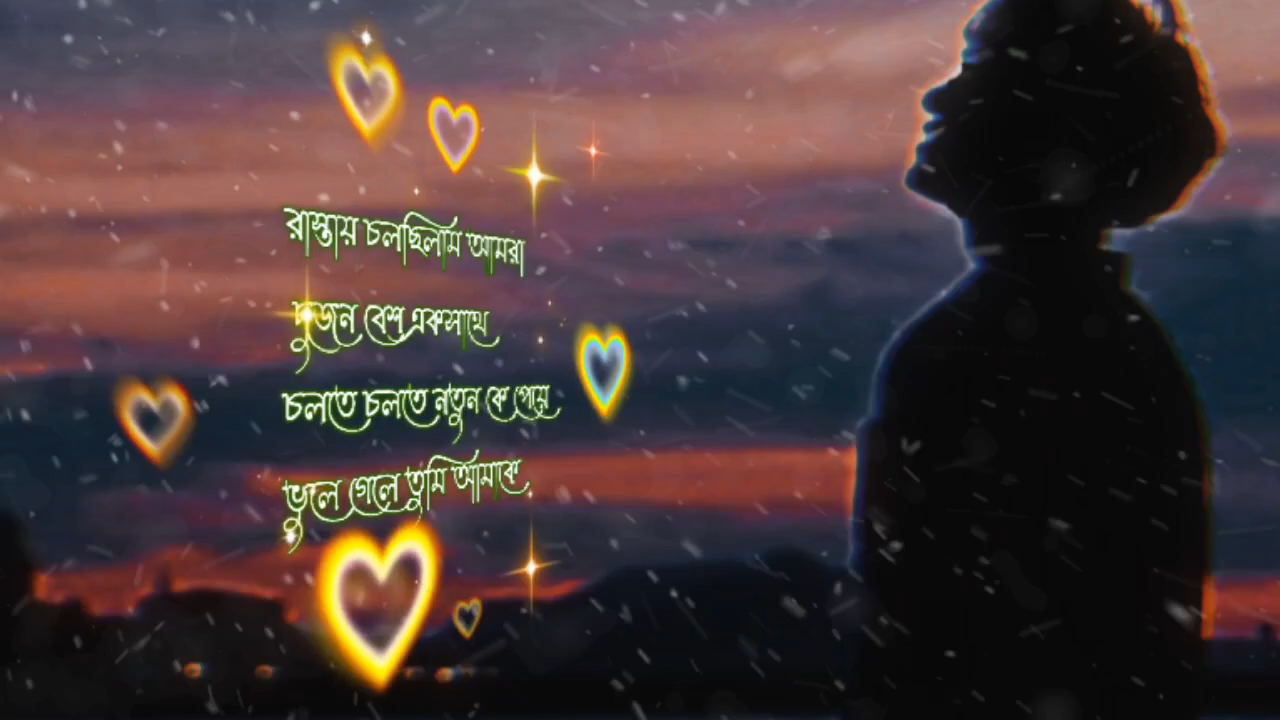 রাস্তায় চলছিলাম আমরা
দুজন বেশ একসাথে
চলতে চলতে নতুন কে পেয়ে
ভুলে গেলে তুমি আমাকে